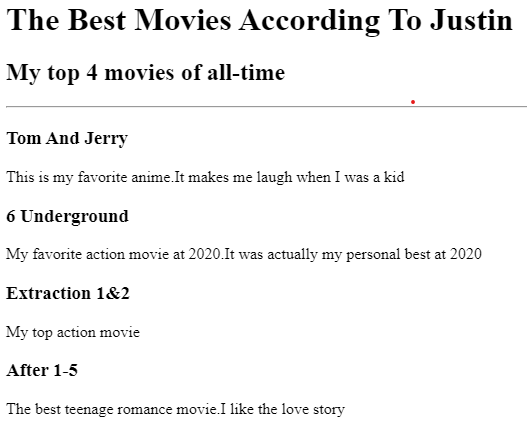 The Best Movies According To Justin
My top 4 movies of all-time
Tom And Jerry
This is my favorite anime.It makes me laugh when I was a kid
6 Underground
My favorite action movie at 2020.It was actually my personal best at 2020
Extraction 1&2
My top action movie
After 1-5
The best teenage romance movie.I like the love story